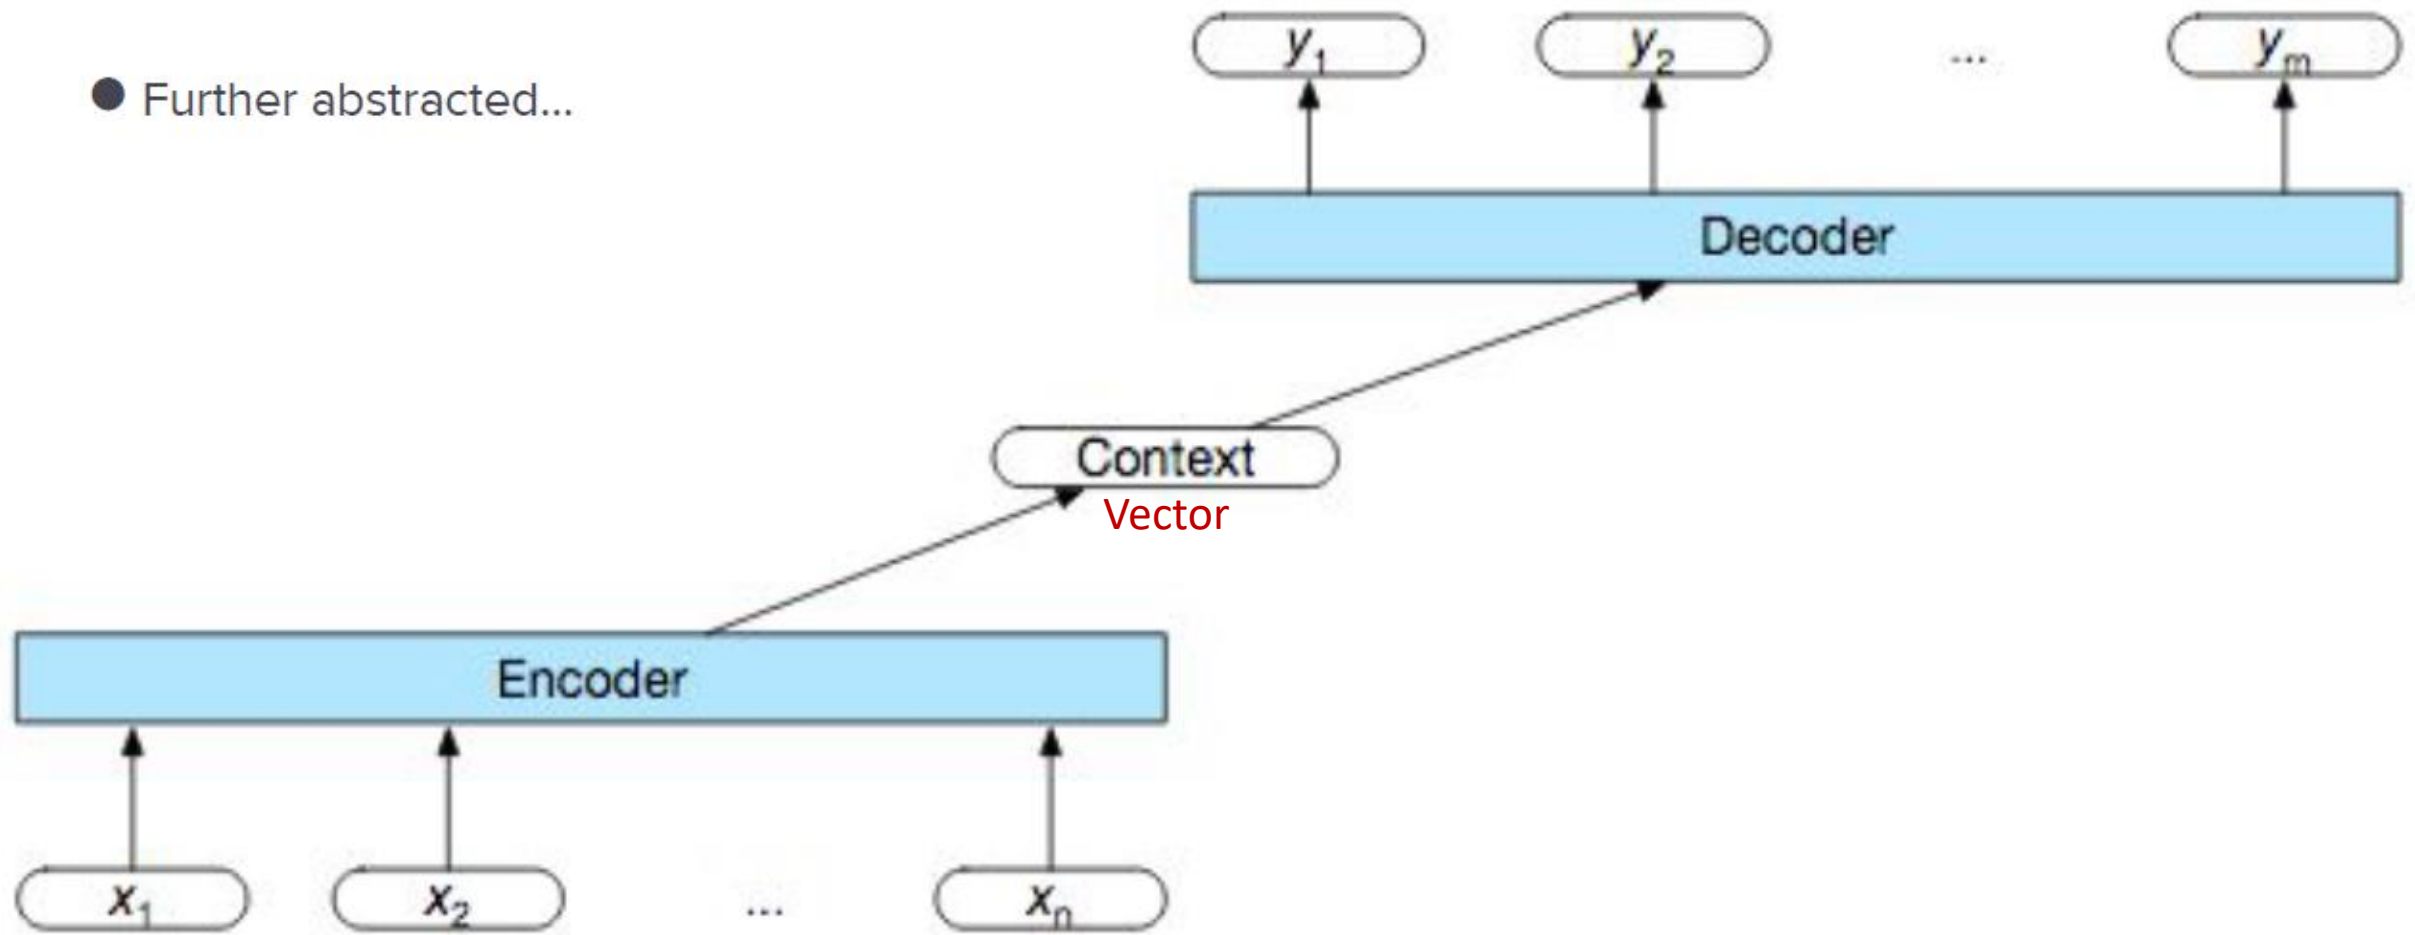 ● Further abstracted...
y1 y2 ... ym
Decoder
Context
Vector
Encoder
x1 x2 ... xn